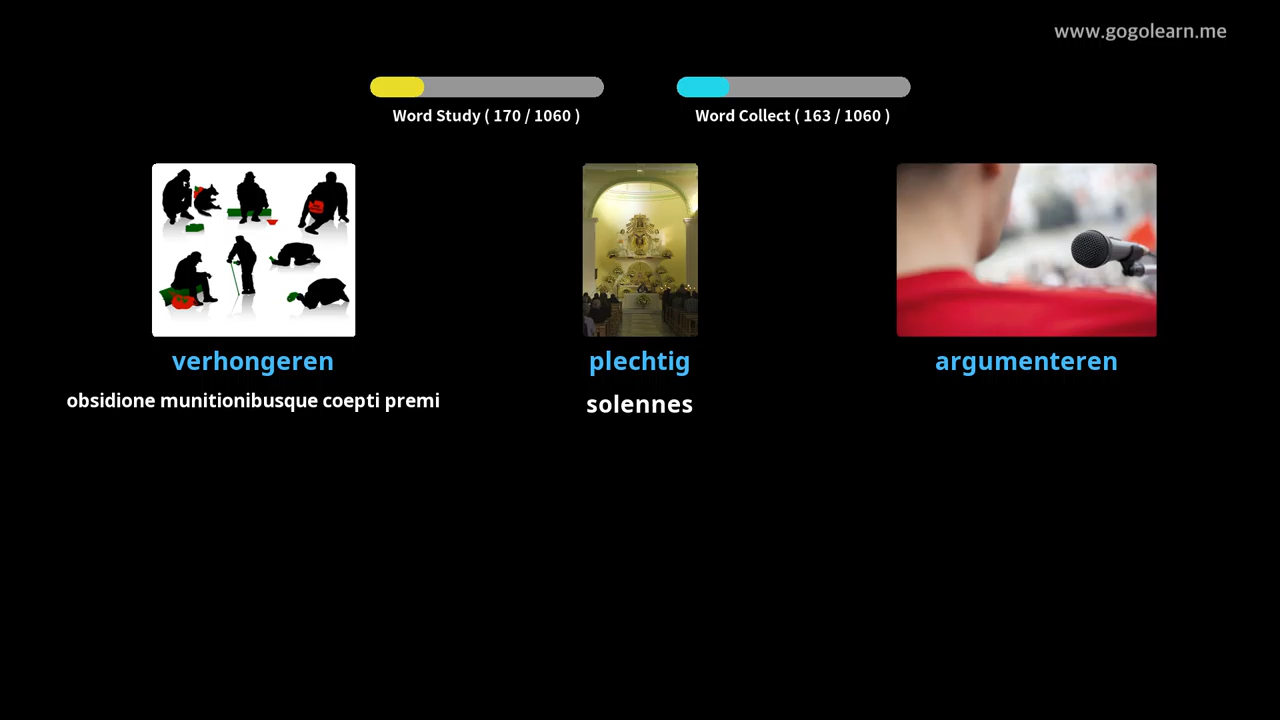 www.gogolearn.me
Word Study ( 170 / 1060 )
Word Collect ( 163 / 1060 )
verhongeren
plechtig
argumenteren
obsidione munitionibusque coepti premi
solennes